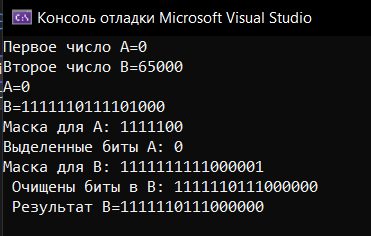 Консоль отладки Microsoft Visual Studio
Первое число A=0
Второе число B=65000
A=0
B=1111110111101000
Маска для A: 1111100
Выделенные биты A: 0
Маска для B: 1111111111000001
Очищены биты в B: 1111110111000000
Результат B=1111110111000000